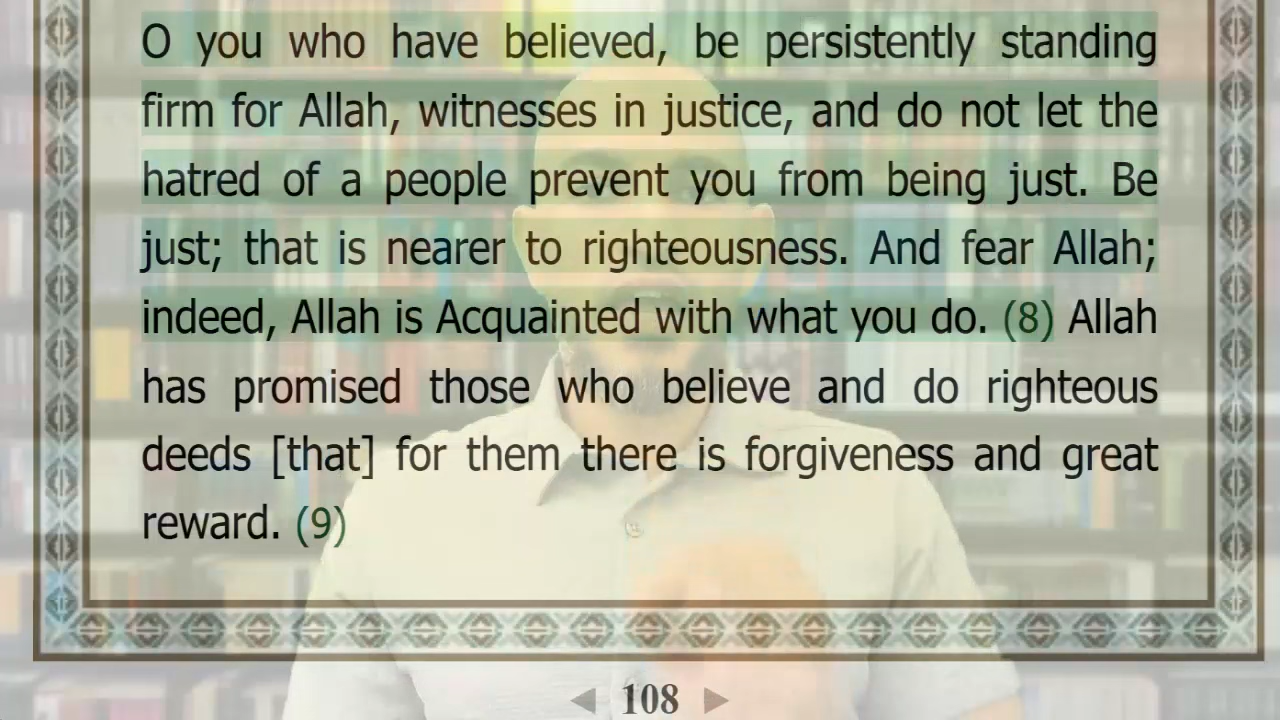 O you who have believed, be persistently standing
firm for Allah, witnesses in justice, and do not let the
hatred of a people prevent you from being just. Be
just; that is nearer to righteousness. And fear Allah;
indeed, Allah is Acquainted with what you do. (8) Allah
has promised those who believe and do righteous
deeds [that] for them there is forgiveness and great
reward. (9)
108